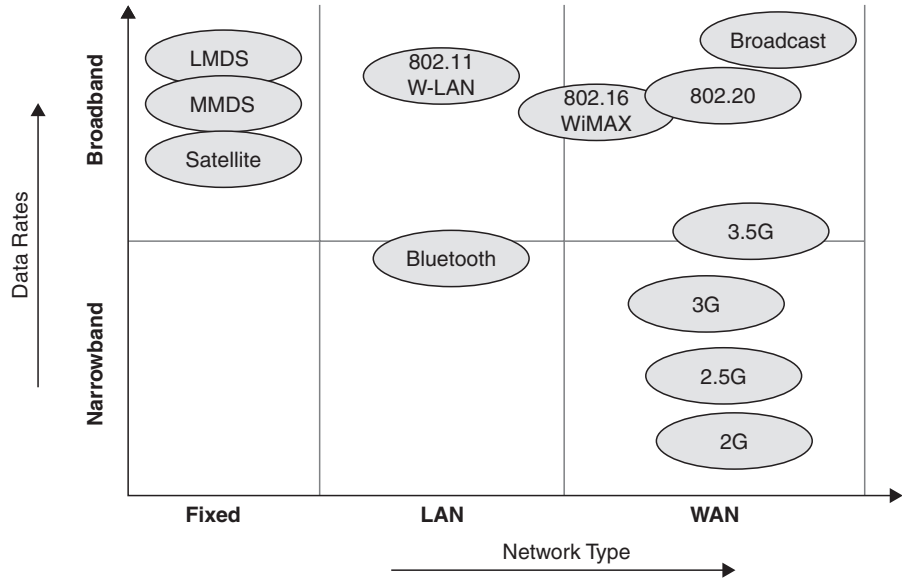 Broadcast
LMDS
802.11
W-LAN
MMDS
802.16
WiMAX
802.20
Satellite
Broadband
Data Rates
3.5G
Bluetooth
3G
Narrowband
2.5G
2G
Fixed
LAN
WAN
Network Type